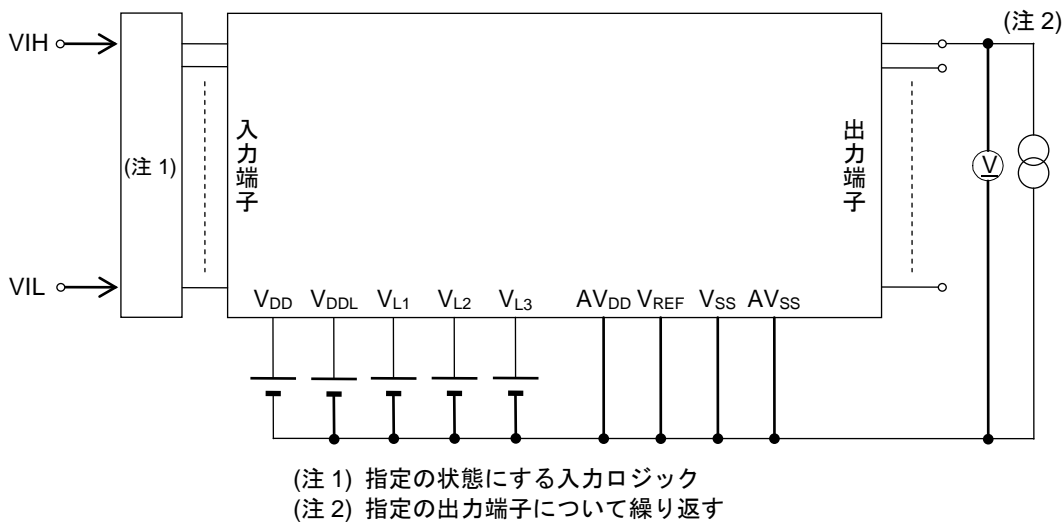 (注 2)
VIH
(注 1)
入力端子
出力端子
V
VIL
VDD VDDL VL1 VL2 VL3 AVDD VREF VSS AVSS
(注 1) 指定の状態にする入力ロジック
(注 2) 指定の出力端子について繰り返す